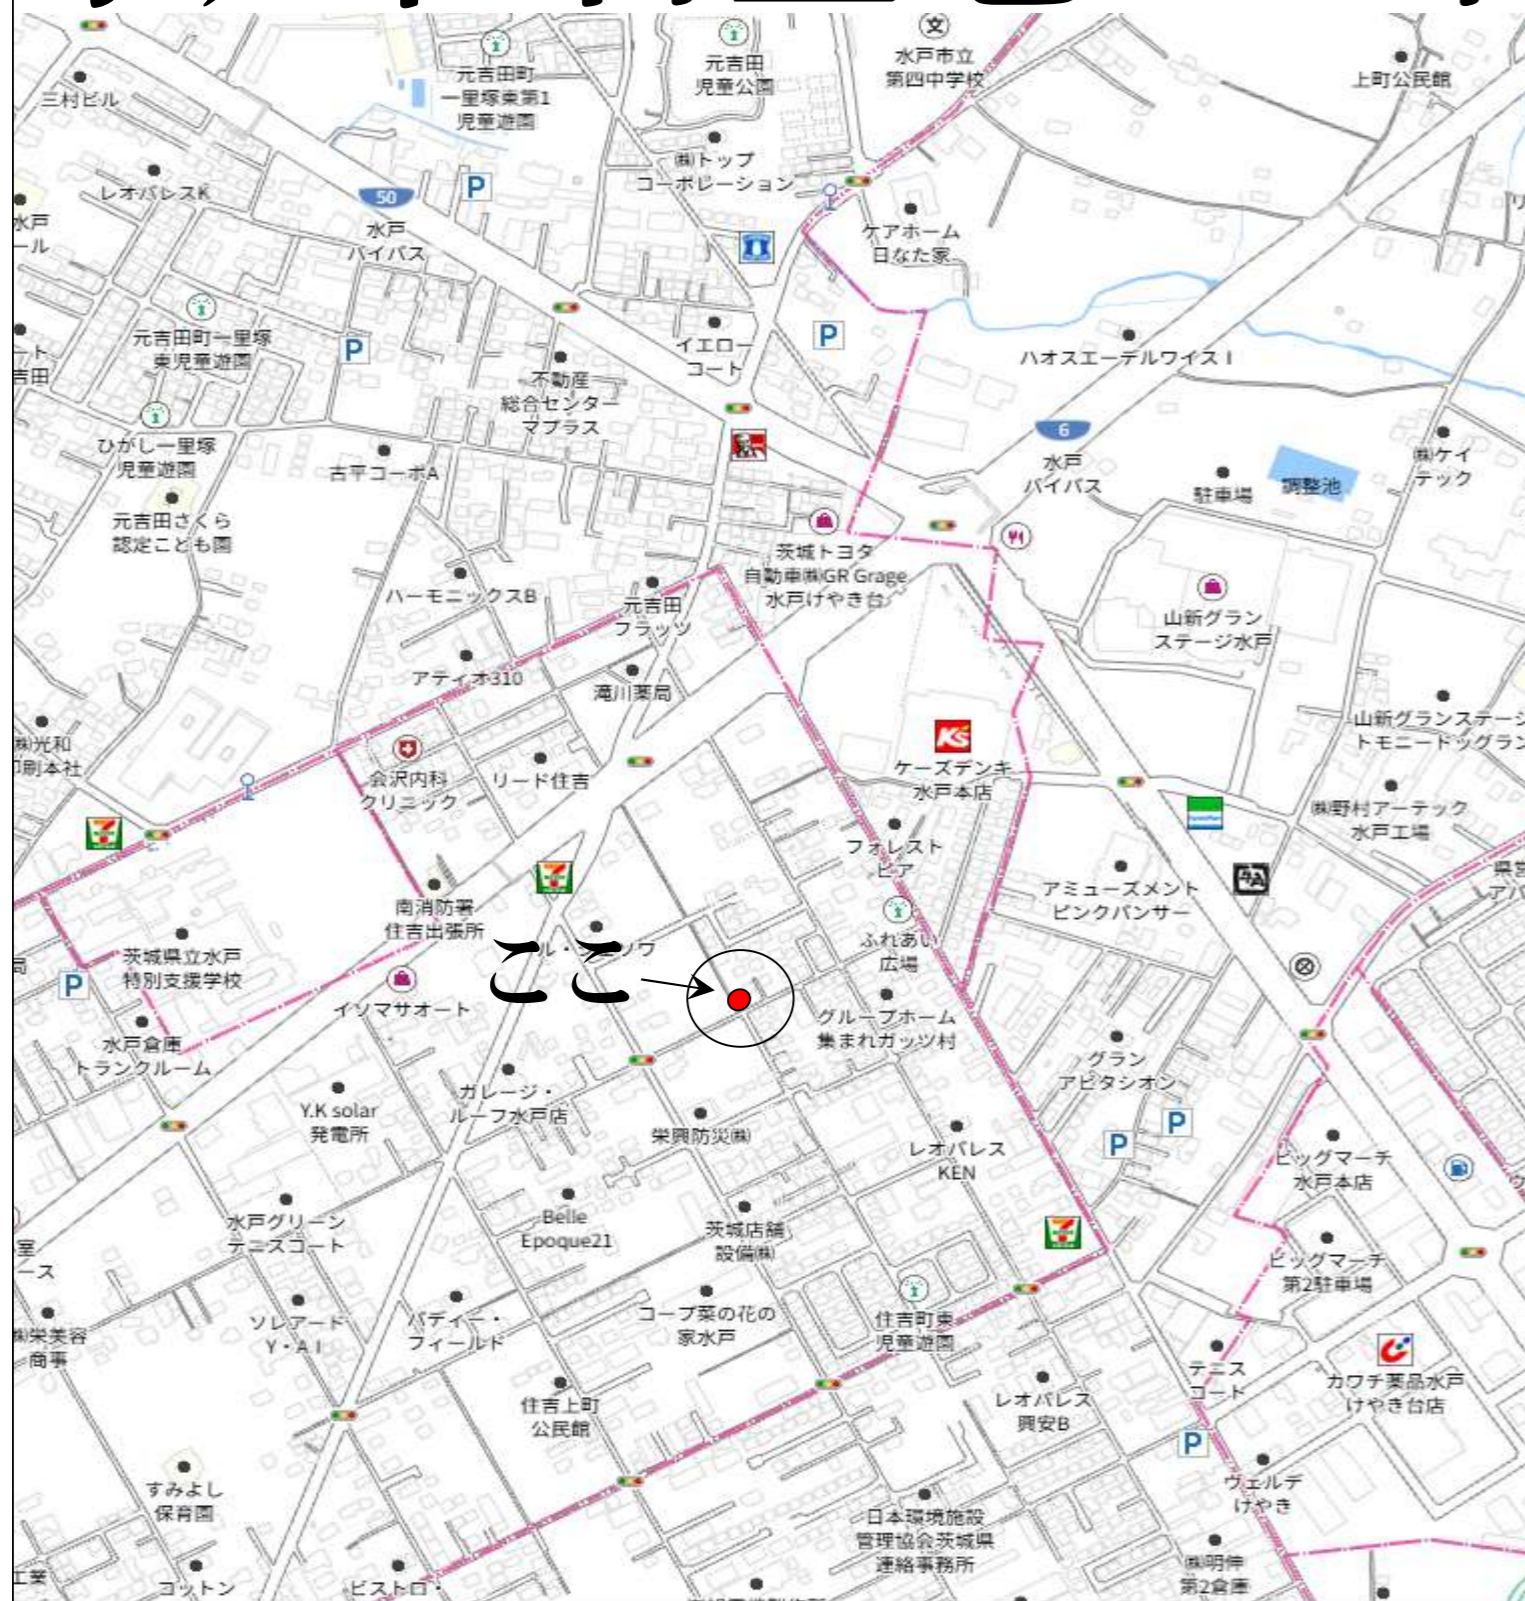 水戸市立
第四中学校
上町公民館
元吉田町
一里塚東第1
児童遊園
元吉田
児童公園
三村ビル
㈱トップ
コーポレーション
レオパレスK
50
P
水戸
バイパス
ケアホーム
日なた家
元吉田町一里塚
東児童遊園
P
P
イエロー
コート
ハオスエーデルワイスⅠ
不動産
総合センター
マプラス
ひがし一里塚
児童遊園
古平コーポA
6
水戸
バイパス
駐車場
調整池
㈱ケイ
テック
元吉田さくら
認定こども園
茨城トヨタ
自動車㈱GR Grage
水戸けやき台
ハーモニックスB
元吉田
フラッツ
山新グラン
ステージ水戸
アティオ310
滝川薬局
山新グランステージ
トモニードッグラン
㈱光和
印刷本社
会沢内科
クリニック
リード住吉
K's
ケーズデンキ
水戸本店
㈱野村アーテック
水戸工場
フォレスト
ピア
アミューズメント
ピンクパンサー
南消防署
住吉出張所
茨城県立水戸
特別支援学校
P
ここ
ふれあい
広場
イソマサオート
グループホーム
集まれガッツ村
水戸倉庫
トランクルーム
グラン
アビタシオン
ガレージ・
ルーフ水戸店
Y.K solar
発電所
栄興防災㈱
レオパレス
KEN
P
P
ビッグマーチ
水戸本店
水戸グリーン
テニスコート
Belle
Epoque21
茨城店舗
設備㈱
ビッグマーチ
第2駐車場
ソレアード
Y・AI
バディー・
フィールド
コープ菜の花の
家水戸
住吉町東
児童遊園
㈱栄美容
商事
テニス
コート
カワチ薬品水戸
けやき台店
住吉上町
公民館
レオパレス
興安B
P
すみよし
保育園
ヴェルデ
けやき
日本環境施設
管理協会茨城県
連絡事務所
㈱明伸
第2倉庫
コットン
ビストロ・